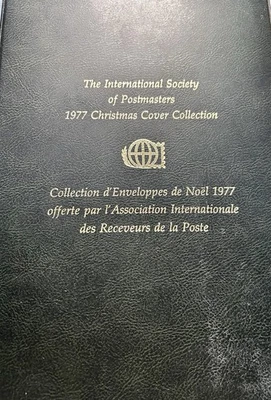 The International Society
of Postmasters
1977 Christmas Cover Collection
Collection d'Enveloppes de Noël 1977
offerte par l'Association Internationale
des Receveurs de la Poste